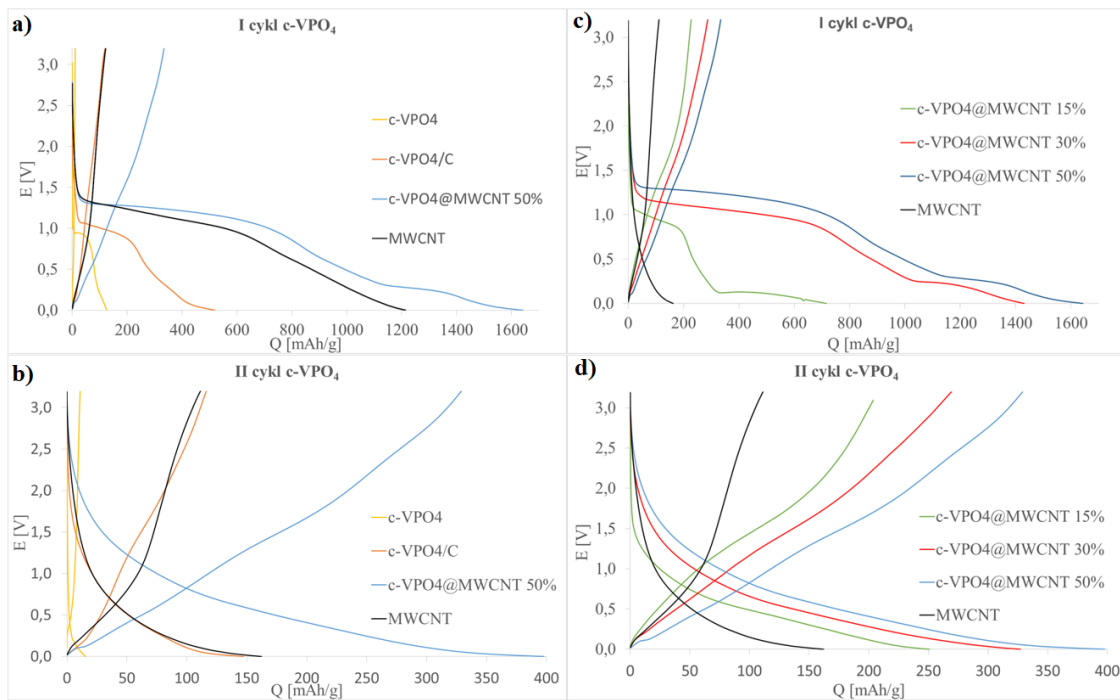 a)
I cykl c-VPO₄
3,0
2,5
2,0
1,5
1,0
0,5
0,0
E [V]
0 200 400 600 800 1000 1200 1400 1600
Q [mAh/g]
c-VPO4
c-VPO4/C
c-VPO4@MWCNT 50%
MWCNT
c)
I cykl c-VPO₄
3,0
2,5
2,0
1,5
1,0
0,5
0,0
E[V]
0 200 400 600 800 1000 1200 1400 1600
Q [mAh/g]
c-VPO4@MWCNT 15%
c-VPO4@MWCNT 30%
c-VPO4@MWCNT 50%
MWCNT
b)
II cykl c-VPO₄
3,0
2,5
2,0
1,5
1,0
0,5
0,0
E [V]
0 50 100 150 200 250 300 350 400
Q [mAh/g]
c-VPO4
c-VPO4/C
c-VPO4@MWCNT 50%
MWCNT
d)
II cykl c-VPO₄
3,0
2,5
2,0
1,5
1,0
0,5
0,0
E [V]
0 50 100 150 200 250 300 350 400
Q [mAh/g]
c-VPO4@MWCNT 15%
c-VPO4@MWCNT 30%
c-VPO4@MWCNT 50%
MWCNT